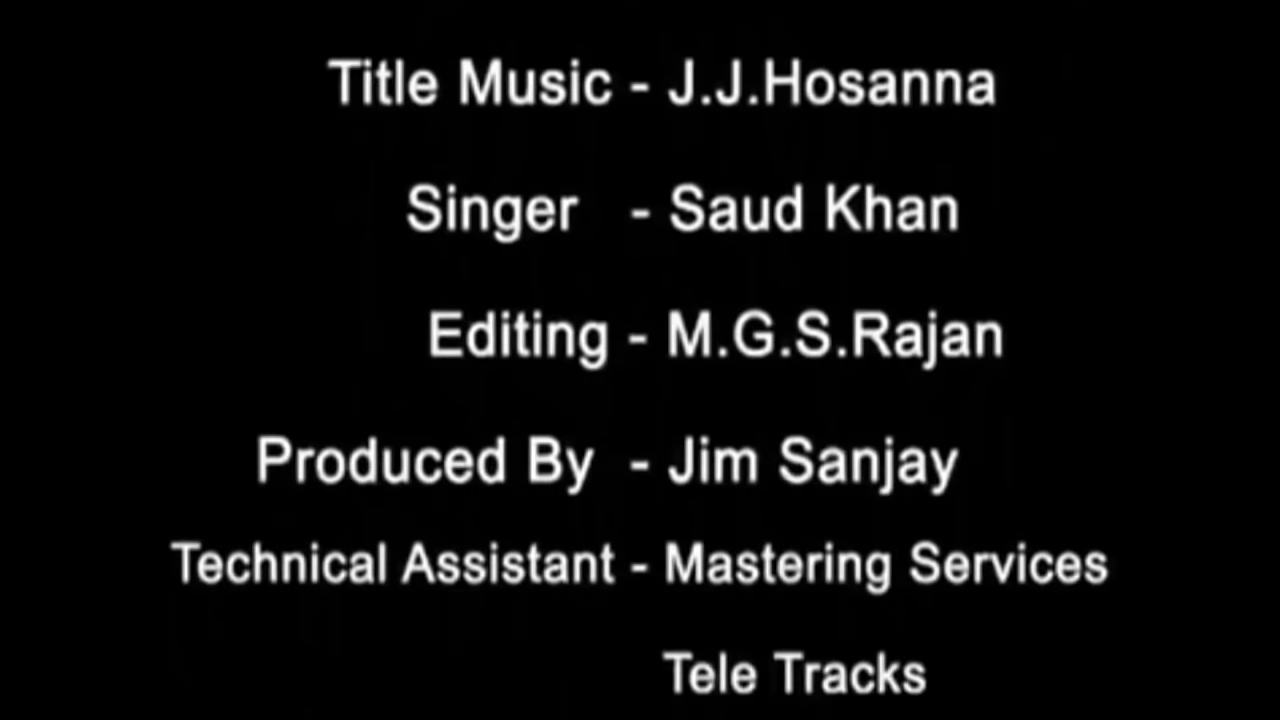 Title Music - J.J.Hosanna
Singer - Saud Khan
Editing - M.G.S.Rajan
Produced By - Jim Sanjay
Technical Assistant - Mastering Services
Tele Tracks